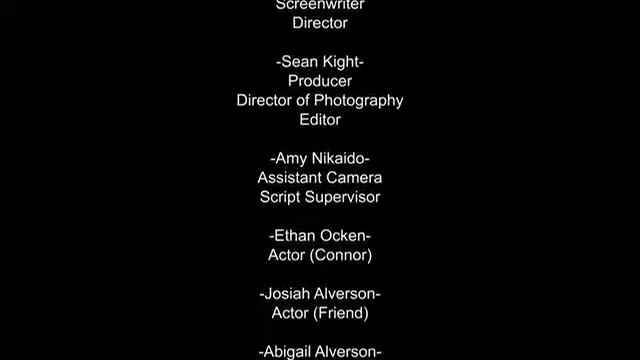 Screenwriter
Director
-Sean Kight-
Producer
Director of Photography
Editor
-Amy Nikaido-
Assistant Camera
Script Supervisor
-Ethan Ocken-
Actor (Connor)
-Josiah Alverson-
Actor (Friend)
-Abigail Alverson-